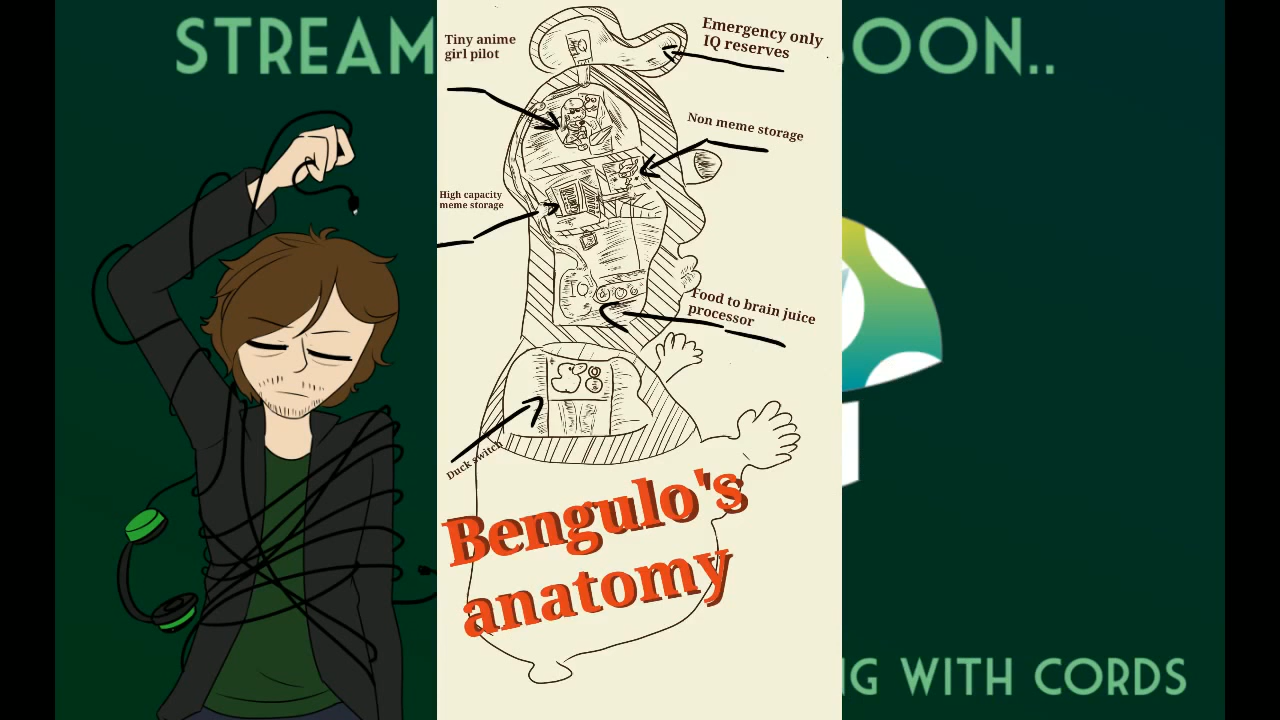 STREAM
OON..
Tiny anime
girl pilot
Emergency only
IQ reserves
Non meme storage
High capacity
meme storage
Food to brain juice
processor
Duck switch
Bengulo's
anatomy
NG WITH CORDS